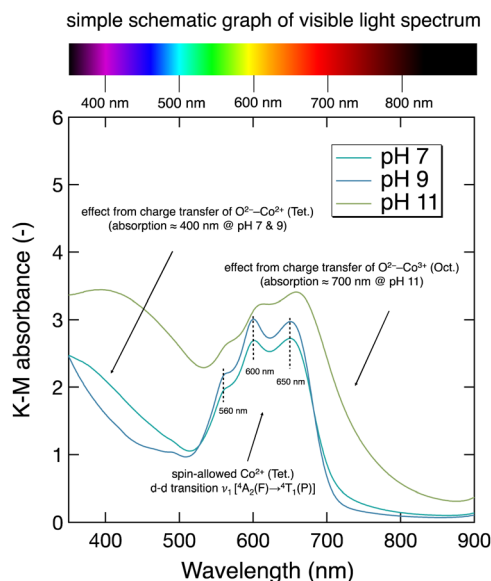 simple schematic graph of visible light spectrum
400 nm 500 nm 600 nm 700 nm 800 nm
6
5
4
3
2
1
0
K-M absorbance (-)
pH 7
pH 9
pH 11
effect from charge transfer of O²⁻–Co²⁺ (Tet.)
(absorption ≈ 400 nm @ pH 7 & 9)
effect from charge transfer of O²⁻–Co³⁺ (Oct.)
(absorption ≈ 700 nm @ pH 11)
600 nm
650 nm
560 nm
spin-allowed Co²⁺ (Tet.)
d-d transition ν₁ [⁴A₂(F)→⁴T₁(P)]
400 500 600 700 800 900
Wavelength (nm)